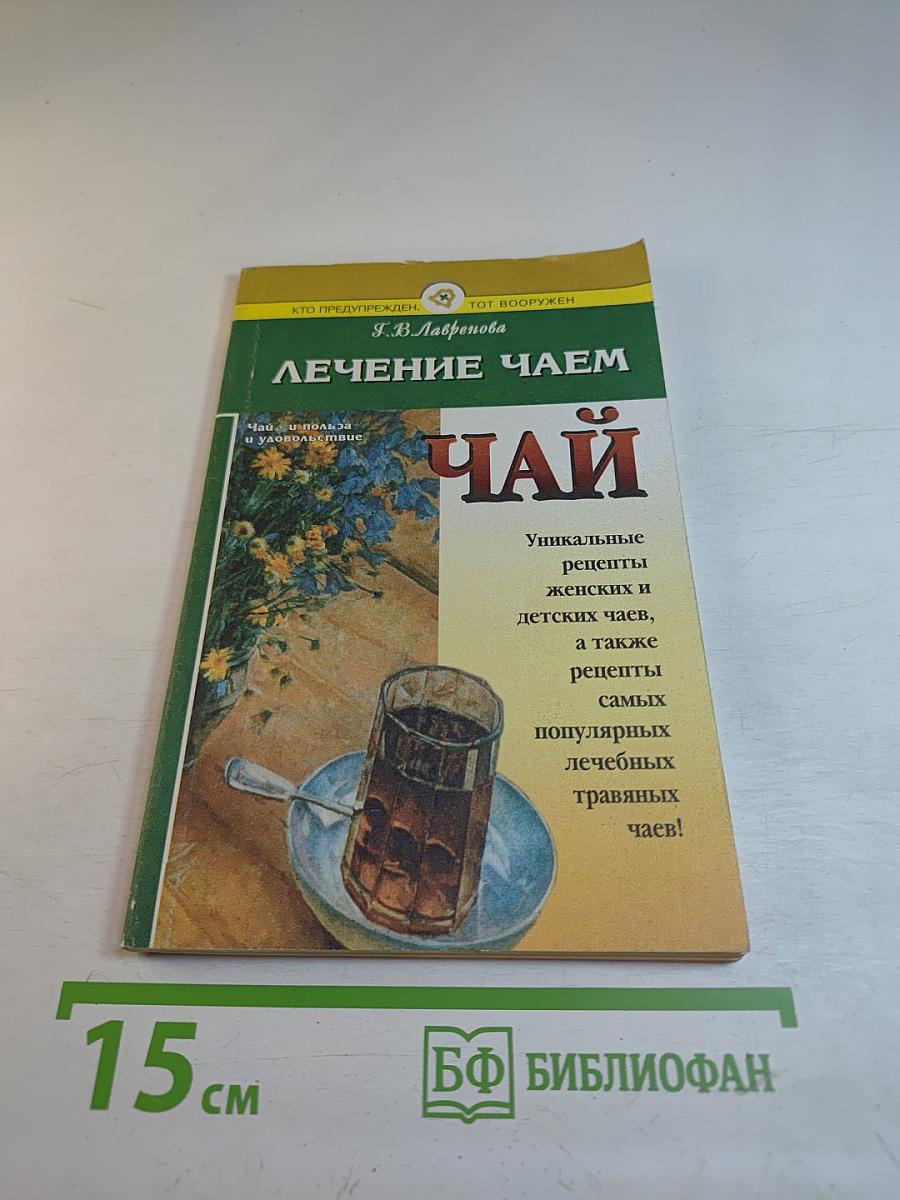 КТО ПРЕДУПРЕЖДЕН, ТОТ ВООРУЖЕН
Г.В.Лавренова
ЛЕЧЕНИЕ ЧАЕМ
Чай - и польза
и удовольствие
ЧАЙ
Уникальные
рецепты
женских и
детских чаев,
а также
рецепты
самых
популярных
лечебных
травяных
чаев!
15 см
БФ БИБЛИОФАН